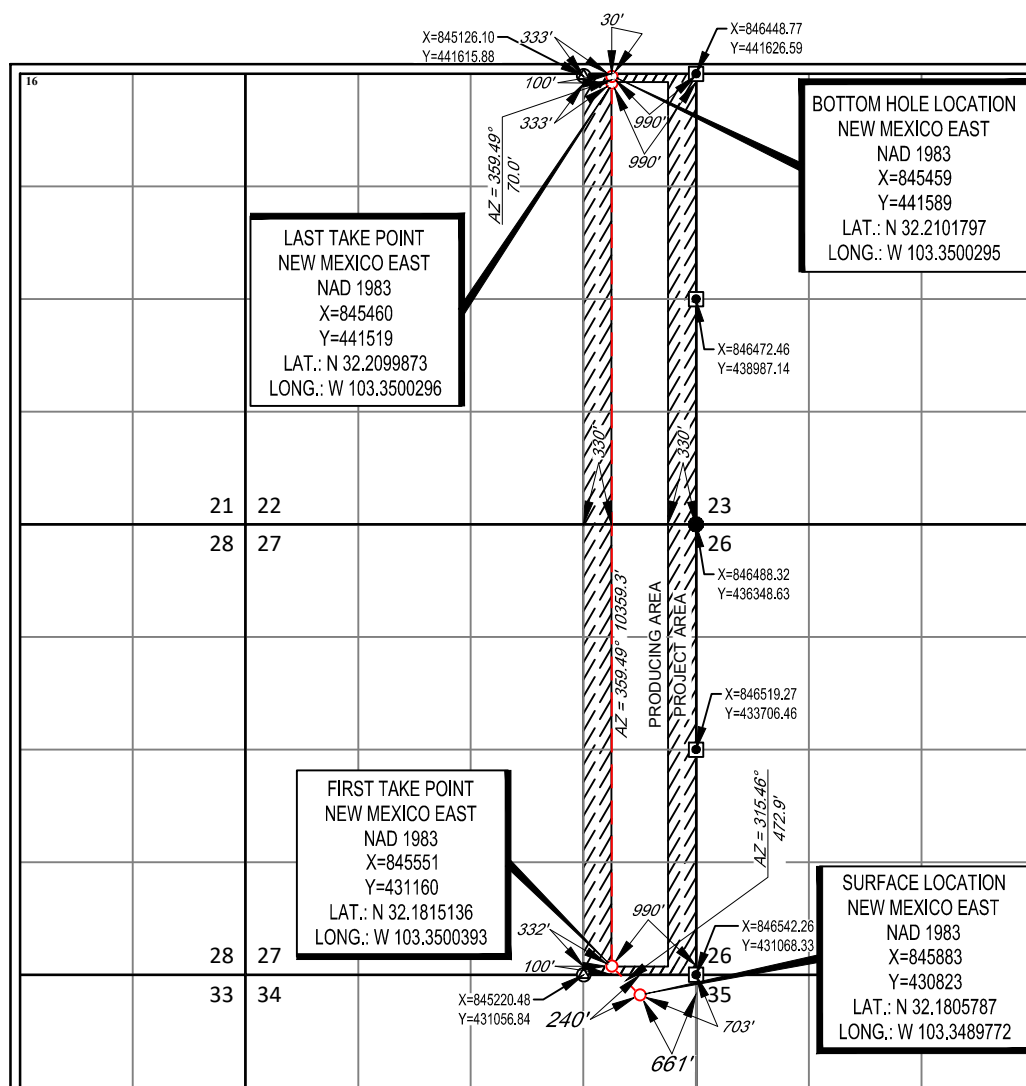 30'
X=845126.10
Y=441615.88
333'
X=846448.77
Y=441626.59
16
100'
333'
990'
990'
AZ = 359.49°
70.0'
BOTTOM HOLE LOCATION
NEW MEXICO EAST
NAD 1983
X=845459
Y=441589
LAT.: N 32.2101797
LONG.: W 103.3500295
LAST TAKE POINT
NEW MEXICO EAST
NAD 1983
X=845460
Y=441519
LAT.: N 32.2099873
LONG.: W 103.3500296
X=846472.46
Y=438987.14
330'
330'
21 22
23
28 27
26
X=846488.32
Y=436348.63
AZ = 359.49° 10359.3'
PRODUCING AREA
PROJECT AREA
X=846519.27
Y=433706.46
FIRST TAKE POINT
NEW MEXICO EAST
NAD 1983
X=845551
Y=431160
LAT.: N 32.1815136
LONG.: W 103.3500393
AZ = 315.46°
472.9'
SURFACE LOCATION
NEW MEXICO EAST
NAD 1983
X=845883
Y=430823
LAT.: N 32.1805787
LONG.: W 103.3489772
990'
332'
X=846542.26
Y=431068.33
28 27
26
100'
33 34
35
X=845220.48
Y=431056.84
240'
703'
661'